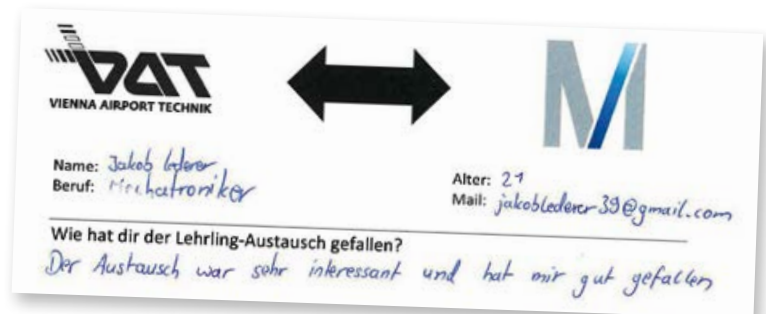 VAT
VIENNA AIRPORT TECHNIK
M
Name: Jakob Lederer
Beruf: Mechatroniker
Alter: 21
Mail: jakoblederer39@gmail.com
Wie hat dir der Lehrling-Austausch gefallen?
Der Austausch war sehr interessant und hat mir gut gefallen